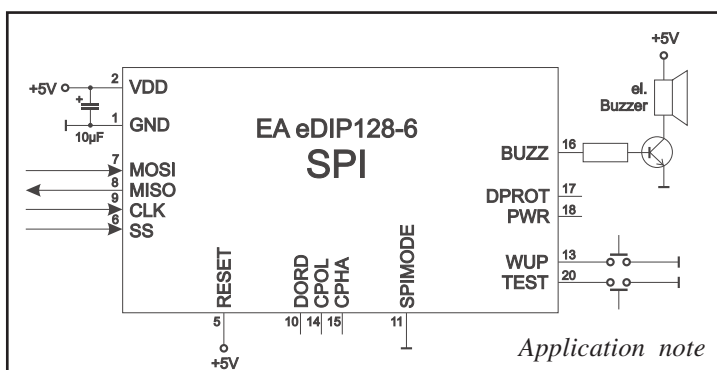 +5V
el.
Buzzer
+5V
2
VDD
1
GND
10µF
EA eDIP128-6
SPI
BUZZ
16
7
MOSI
8
MISO
9
CLK
6
SS
DPROT
17
PWR
18
WUP
13
TEST
20
RESET
DORD
CPOL
CPHA
SPIMODE
5
10
14
15
11
+5V
Application note